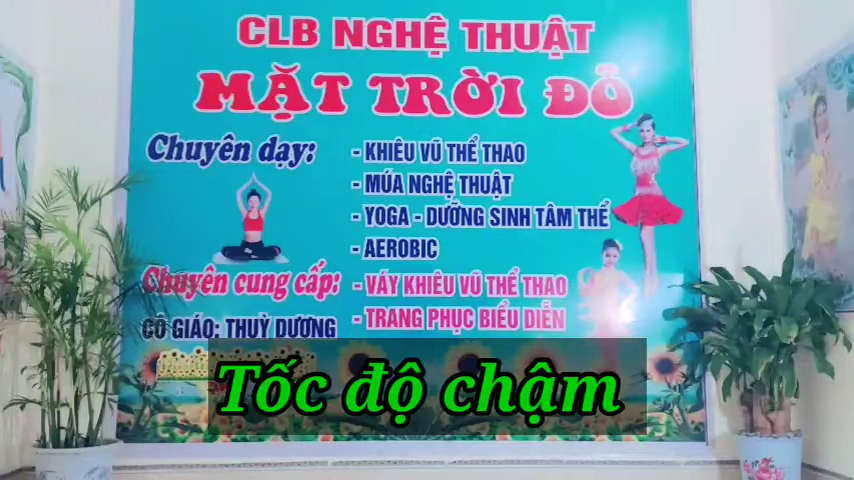 CLB NGHỆ THUẬT
MẶT TRỜI ĐỎ
Chuyên dạy:
- KHIÊU VŨ THỂ THAO
- MÚA NGHỆ THUẬT
- YOGA - DƯỠNG SINH TÂM THỂ
- AEROBIC
Chuyên cung cấp:
- VÁY KHIÊU VŨ THỂ THAO
- TRANG PHỤC BIỂU DIỄN
CÔ GIÁO: THUỲ DƯƠNG
Tốc độ chậm